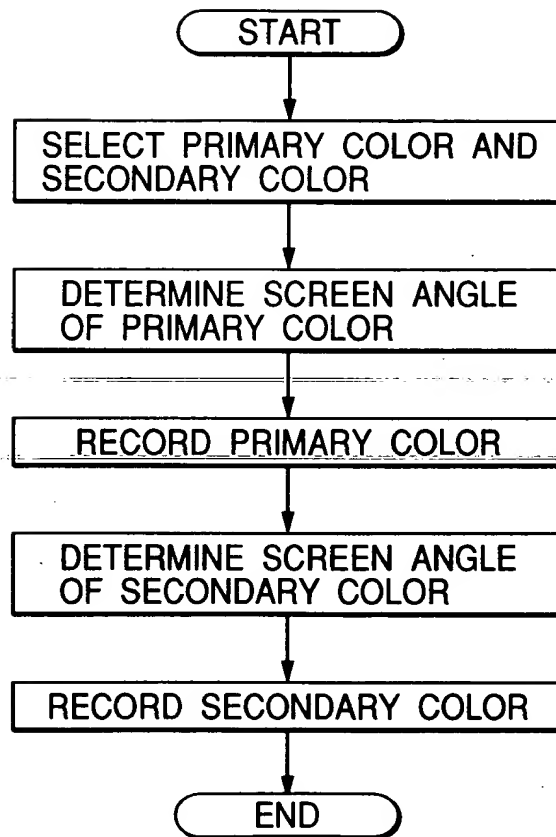 START
SELECT PRIMARY COLOR AND
SECONDARY COLOR
DETERMINE SCREEN ANGLE
OF PRIMARY COLOR
RECORD PRIMARY COLOR
DETERMINE SCREEN ANGLE
OF SECONDARY COLOR
RECORD SECONDARY COLOR
END